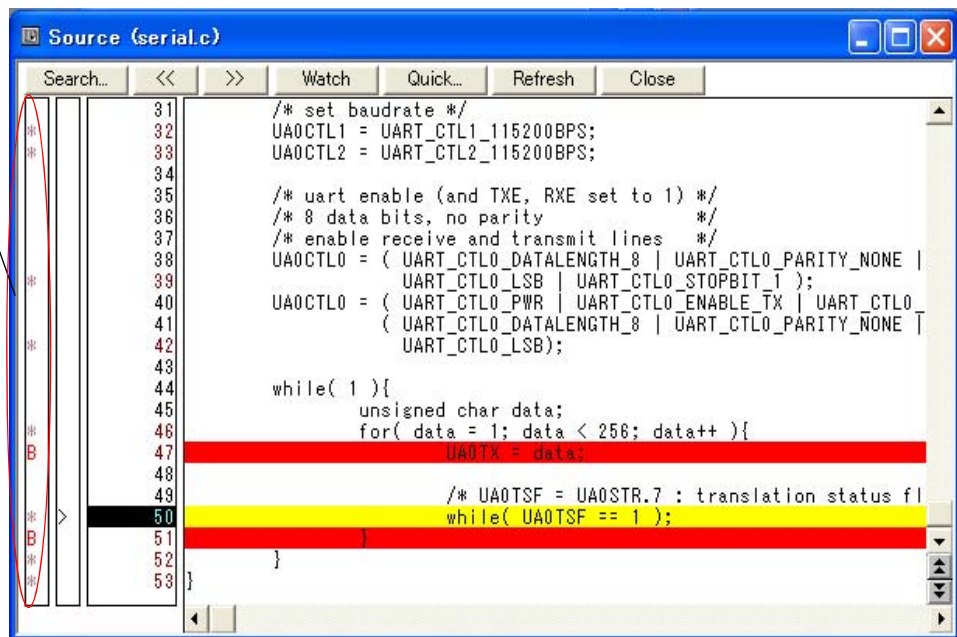 Source (serial.c)
Search... << >> Watch Quick... Refresh Close
31 /* set baudrate */
* 32 UA0CTL1 = UART_CTL1_115200BPS;
* 33 UA0CTL2 = UART_CTL2_115200BPS;
34
35 /* uart enable (and TXE, RXE set to 1) */
36 /* 8 data bits, no parity */
37 /* enable receive and transmit lines */
38 UA0CTL0 = ( UART_CTL0_DATALENGTH_8 | UART_CTL0_PARITY_NONE |
* 39 UART_CTL0_LSB | UART_CTL0_STOPBIT_1 );
40 UA0CTL0 = ( UART_CTL0_PWR | UART_CTL0_ENABLE_TX | UART_CTL0_
41 ( UART_CTL0_DATALENGTH_8 | UART_CTL0_PARITY_NONE |
* 42 UART_CTL0_LSB);
43
44 while( 1 ){
45 unsigned char data;
* 46 for( data = 1; data < 256; data++ ){
B 47 UA0TX = data;
48
49 /* UA0TSF = UA0STR.7 : translation status fl
* > 50 while( UA0TSF == 1 );
B 51 }
* 52 }
* 53 }